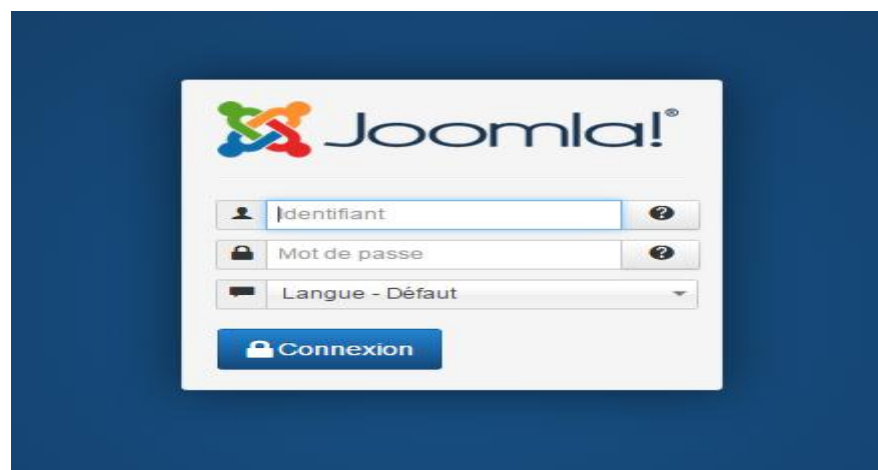 Joomla!®
Identifiant
Mot de passe
Langue - Défaut
Connexion